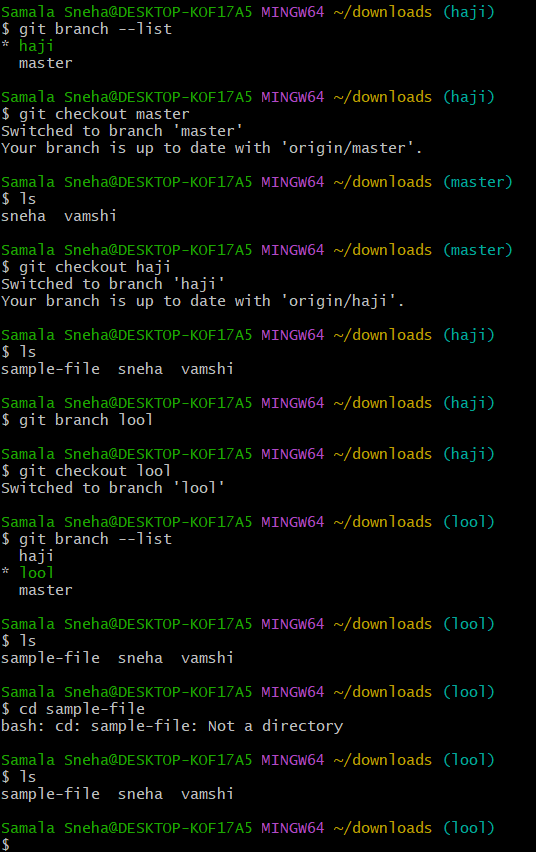 Samala Sneha@DESKTOP-KOF17A5 MINGW64 ~/downloads (haji)
$ git branch --list
* haji
  master

Samala Sneha@DESKTOP-KOF17A5 MINGW64 ~/downloads (haji)
$ git checkout master
Switched to branch 'master'
Your branch is up to date with 'origin/master'.

Samala Sneha@DESKTOP-KOF17A5 MINGW64 ~/downloads (master)
$ ls
sneha  vamshi

Samala Sneha@DESKTOP-KOF17A5 MINGW64 ~/downloads (master)
$ git checkout haji
Switched to branch 'haji'
Your branch is up to date with 'origin/haji'.

Samala Sneha@DESKTOP-KOF17A5 MINGW64 ~/downloads (haji)
$ ls
sample-file  sneha  vamshi

Samala Sneha@DESKTOP-KOF17A5 MINGW64 ~/downloads (haji)
$ git branch lool

Samala Sneha@DESKTOP-KOF17A5 MINGW64 ~/downloads (haji)
$ git checkout lool
Switched to branch 'lool'

Samala Sneha@DESKTOP-KOF17A5 MINGW64 ~/downloads (lool)
$ git branch --list
  haji
* lool
  master

Samala Sneha@DESKTOP-KOF17A5 MINGW64 ~/downloads (lool)
$ ls
sample-file  sneha  vamshi

Samala Sneha@DESKTOP-KOF17A5 MINGW64 ~/downloads (lool)
$ cd sample-file
bash: cd: sample-file: Not a directory

Samala Sneha@DESKTOP-KOF17A5 MINGW64 ~/downloads (lool)
$ ls
sample-file  sneha  vamshi

Samala Sneha@DESKTOP-KOF17A5 MINGW64 ~/downloads (lool)
$